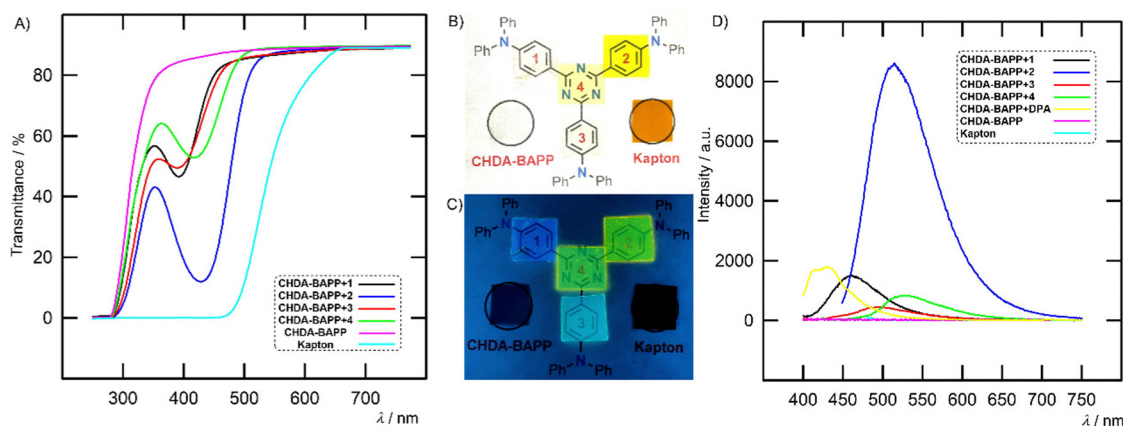 A)
Transmittance / %
80
60
40
20
0
300
400
500
600
700
λ / nm
CHDA-BAPP+1
CHDA-BAPP+2
CHDA-BAPP+3
CHDA-BAPP+4
CHDA-BAPP
Kapton
B)
Ph
Ph N
1
Ph
N Ph
2
N N
4
N
3
CHDA-BAPP
Kapton
N
Ph Ph
C)
Ph
Ph N
1
Ph
N Ph
2
N N
4
N
3
CHDA-BAPP
Kapton
N
Ph Ph
D)
Intensity / a.u.
8000
6000
4000
2000
0
400
450
500
550
600
650
700
750
λ / nm
CHDA-BAPP+1
CHDA-BAPP+2
CHDA-BAPP+3
CHDA-BAPP+4
CHDA-BAPP+DPA
CHDA-BAPP
Kapton